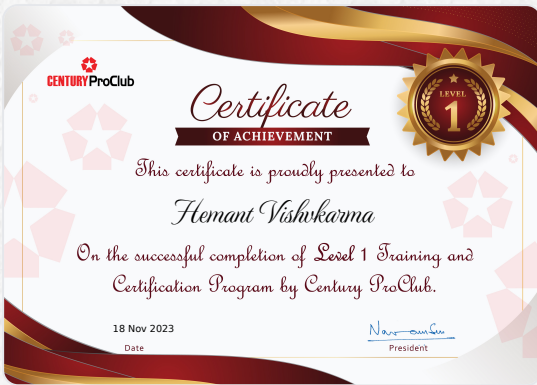 CENTURY ProClub
Certificate
OF ACHIEVEMENT
LEVEL
1
This certificate is proudly presented to
Hemant Vishvkarma
On the successful completion of Level 1 Training and
Certification Program by Century ProClub.
18 Nov 2023
Date
President